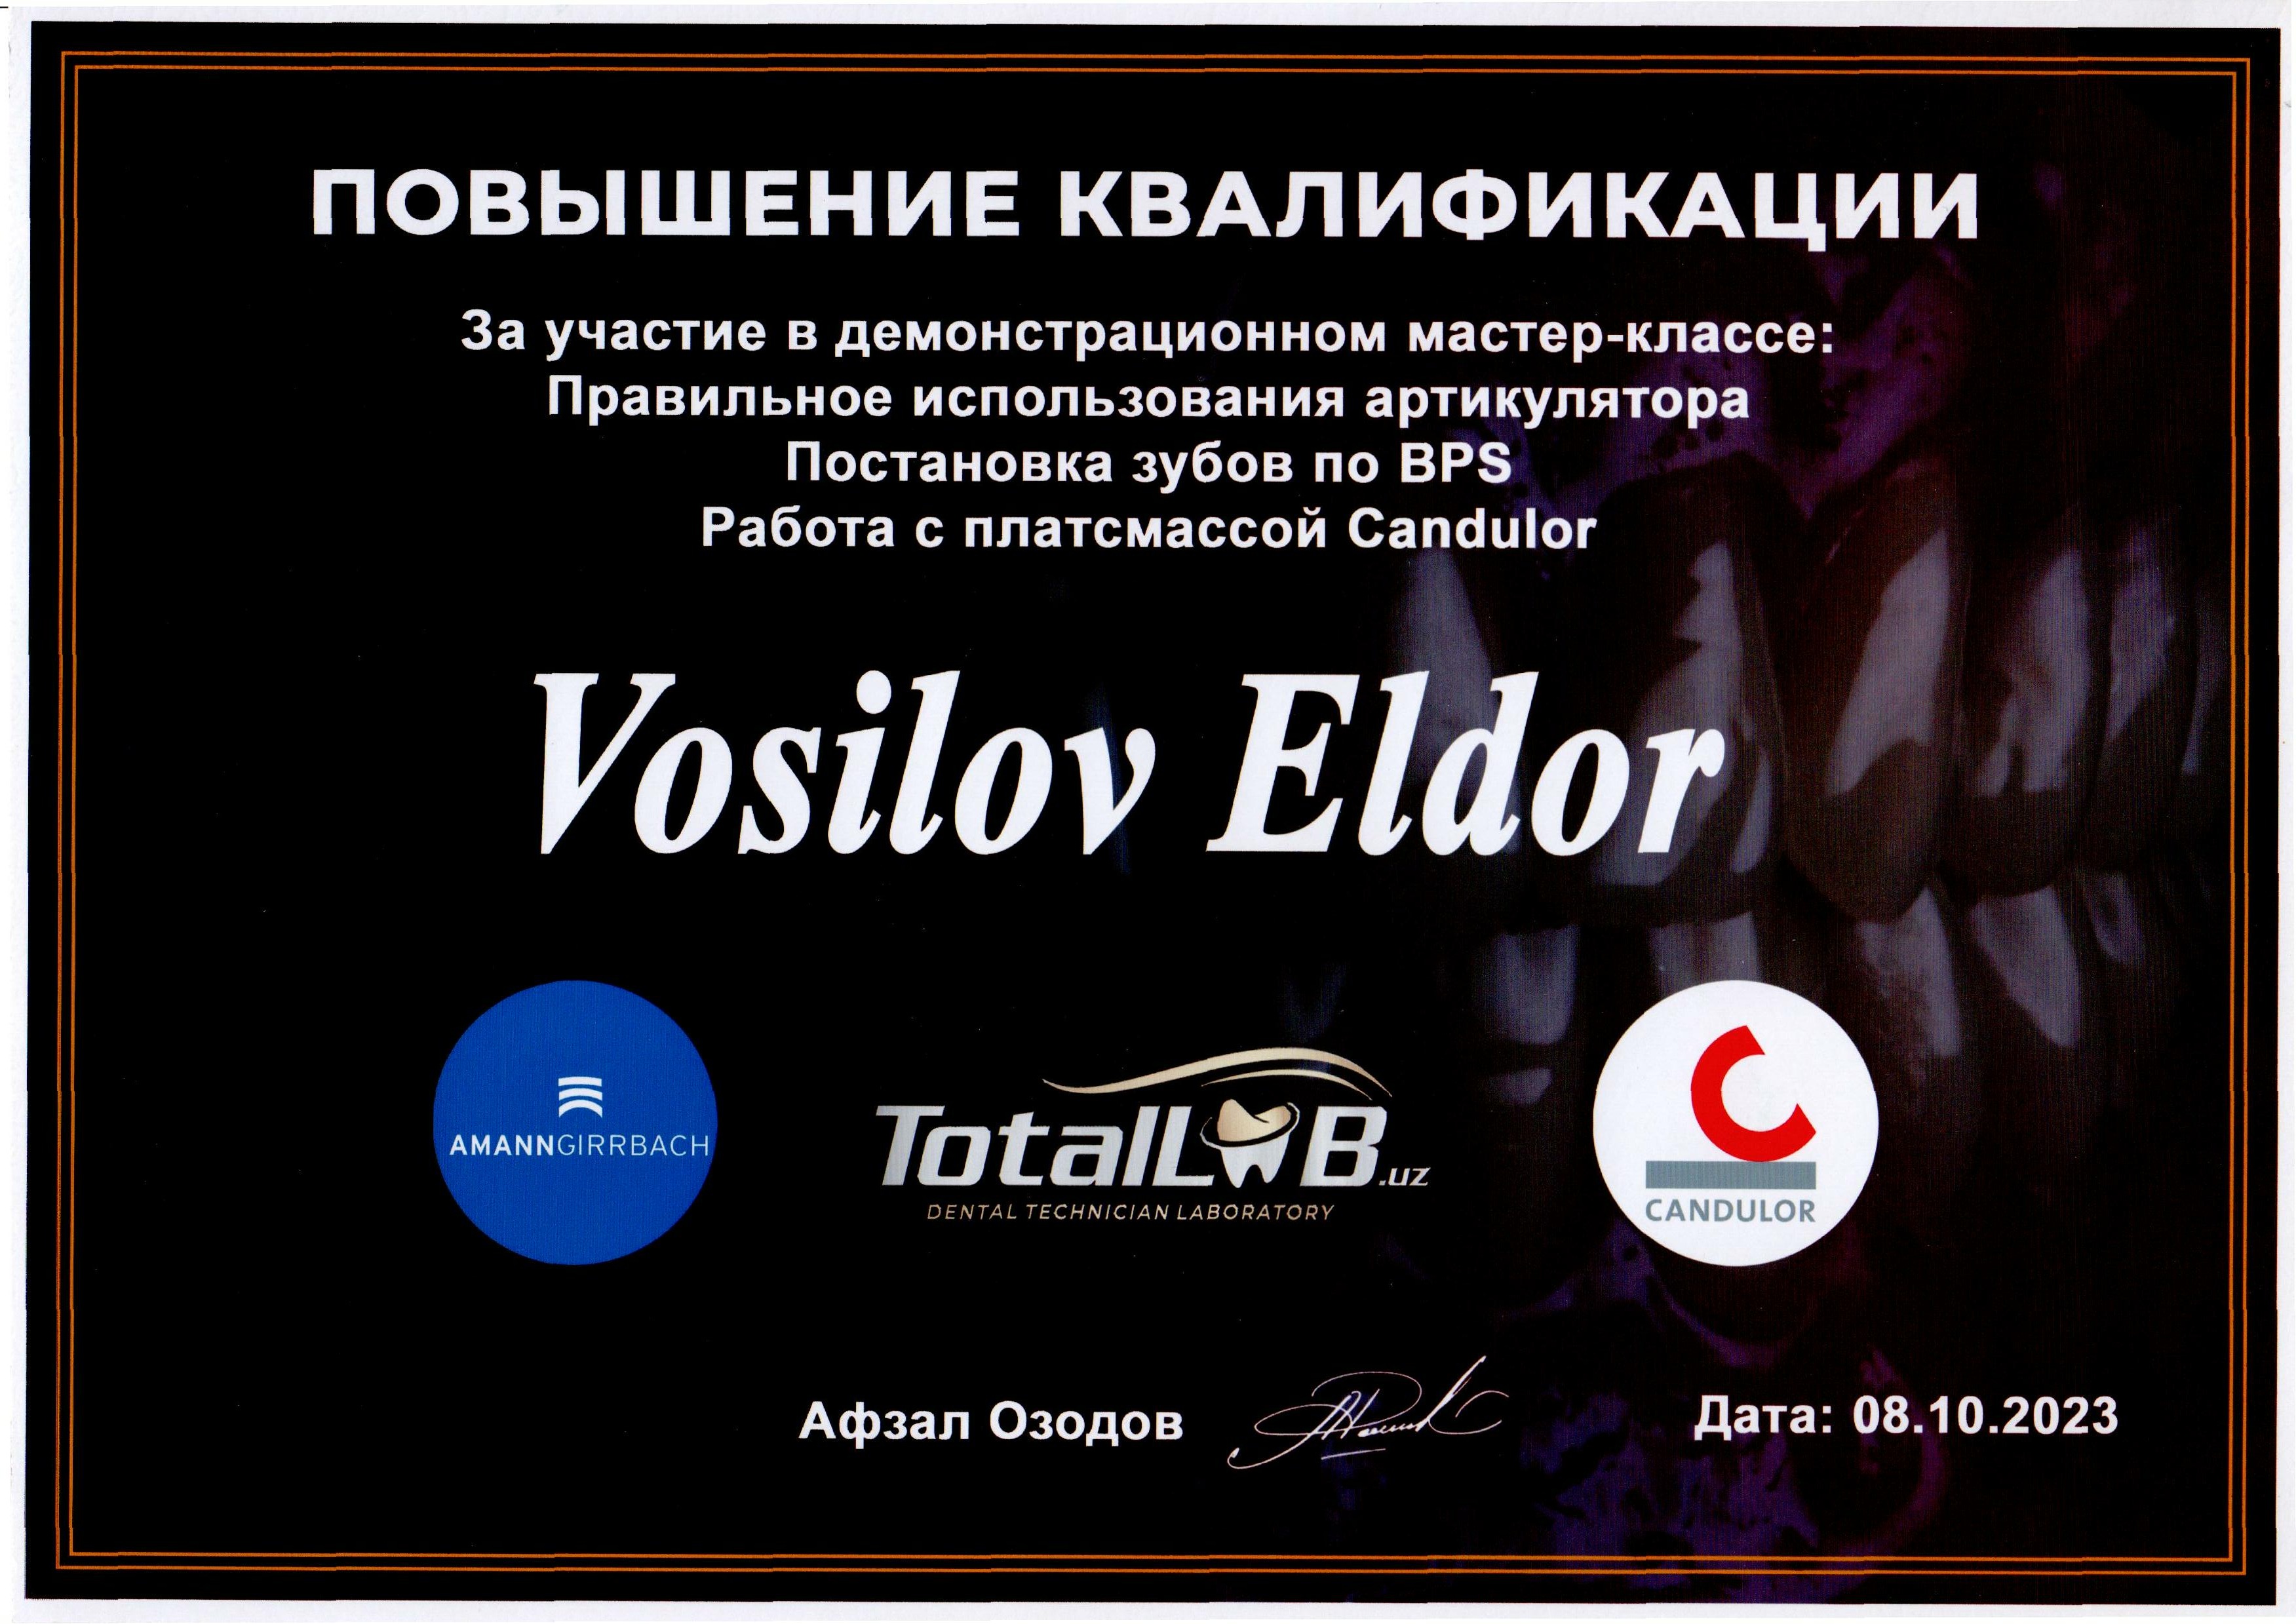 ПОВЫШЕНИЕ КВАЛИФИКАЦИИ
За участие в демонстрационном мастер-классе:
Правильное использования артикулятора
Постановка зубов по BPS
Работа с платсмассой Candulor
Vosilov Eldor
AMANNGIRRBACH
TotalLAB.uz
DENTAL TECHNICIAN LABORATORY
CANDULOR
Афзал Озодов
Дата: 08.10.2023